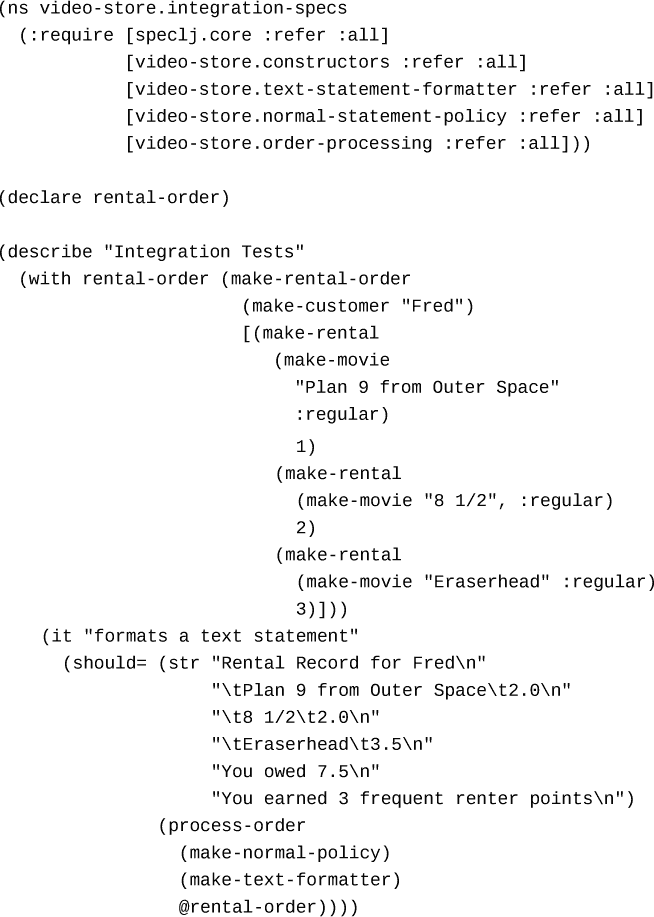 (ns video-store.integration-specs
  (:require [speclj.core :refer :all]
            [video-store.constructors :refer :all]
            [video-store.text-statement-formatter :refer :all]
            [video-store.normal-statement-policy :refer :all]
            [video-store.order-processing :refer :all]))

(declare rental-order)

(describe "Integration Tests"
  (with rental-order (make-rental-order
                       (make-customer "Fred")
                       [(make-rental
                          (make-movie
                            "Plan 9 from Outer Space"
                            :regular)
                            1)
                          (make-rental
                            (make-movie "8 1/2", :regular)
                            2)
                          (make-rental
                            (make-movie "Eraserhead" :regular)
                            3)]))
    (it "formats a text statement"
      (should= (str "Rental Record for Fred\n"
                    "\tPlan 9 from Outer Space\t2.0\n"
                    "\t8 1/2\t2.0\n"
                    "\tEraserhead\t3.5\n"
                    "You owed 7.5\n"
                    "You earned 3 frequent renter points\n")
               (process-order
                 (make-normal-policy)
                 (make-text-formatter)
                 @rental-order))))